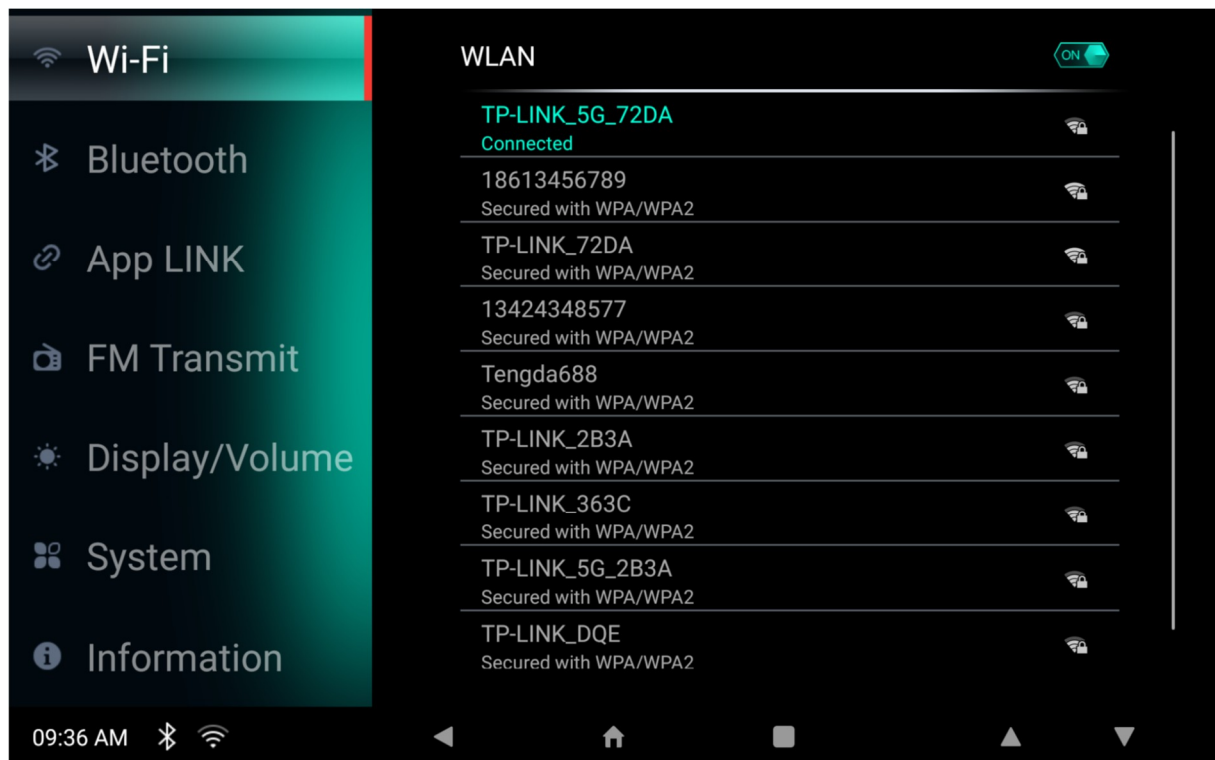 Wi-Fi
Bluetooth
App LINK
FM Transmit
Display/Volume
System
Information
WLAN
ON
TP-LINK_5G_72DA
Connected
18613456789
Secured with WPA/WPA2
TP-LINK_72DA
Secured with WPA/WPA2
13424348577
Secured with WPA/WPA2
Tengda688
Secured with WPA/WPA2
TP-LINK_2B3A
Secured with WPA/WPA2
TP-LINK_363C
Secured with WPA/WPA2
TP-LINK_5G_2B3A
Secured with WPA/WPA2
TP-LINK_DQE
Secured with WPA/WPA2
09:36 AM